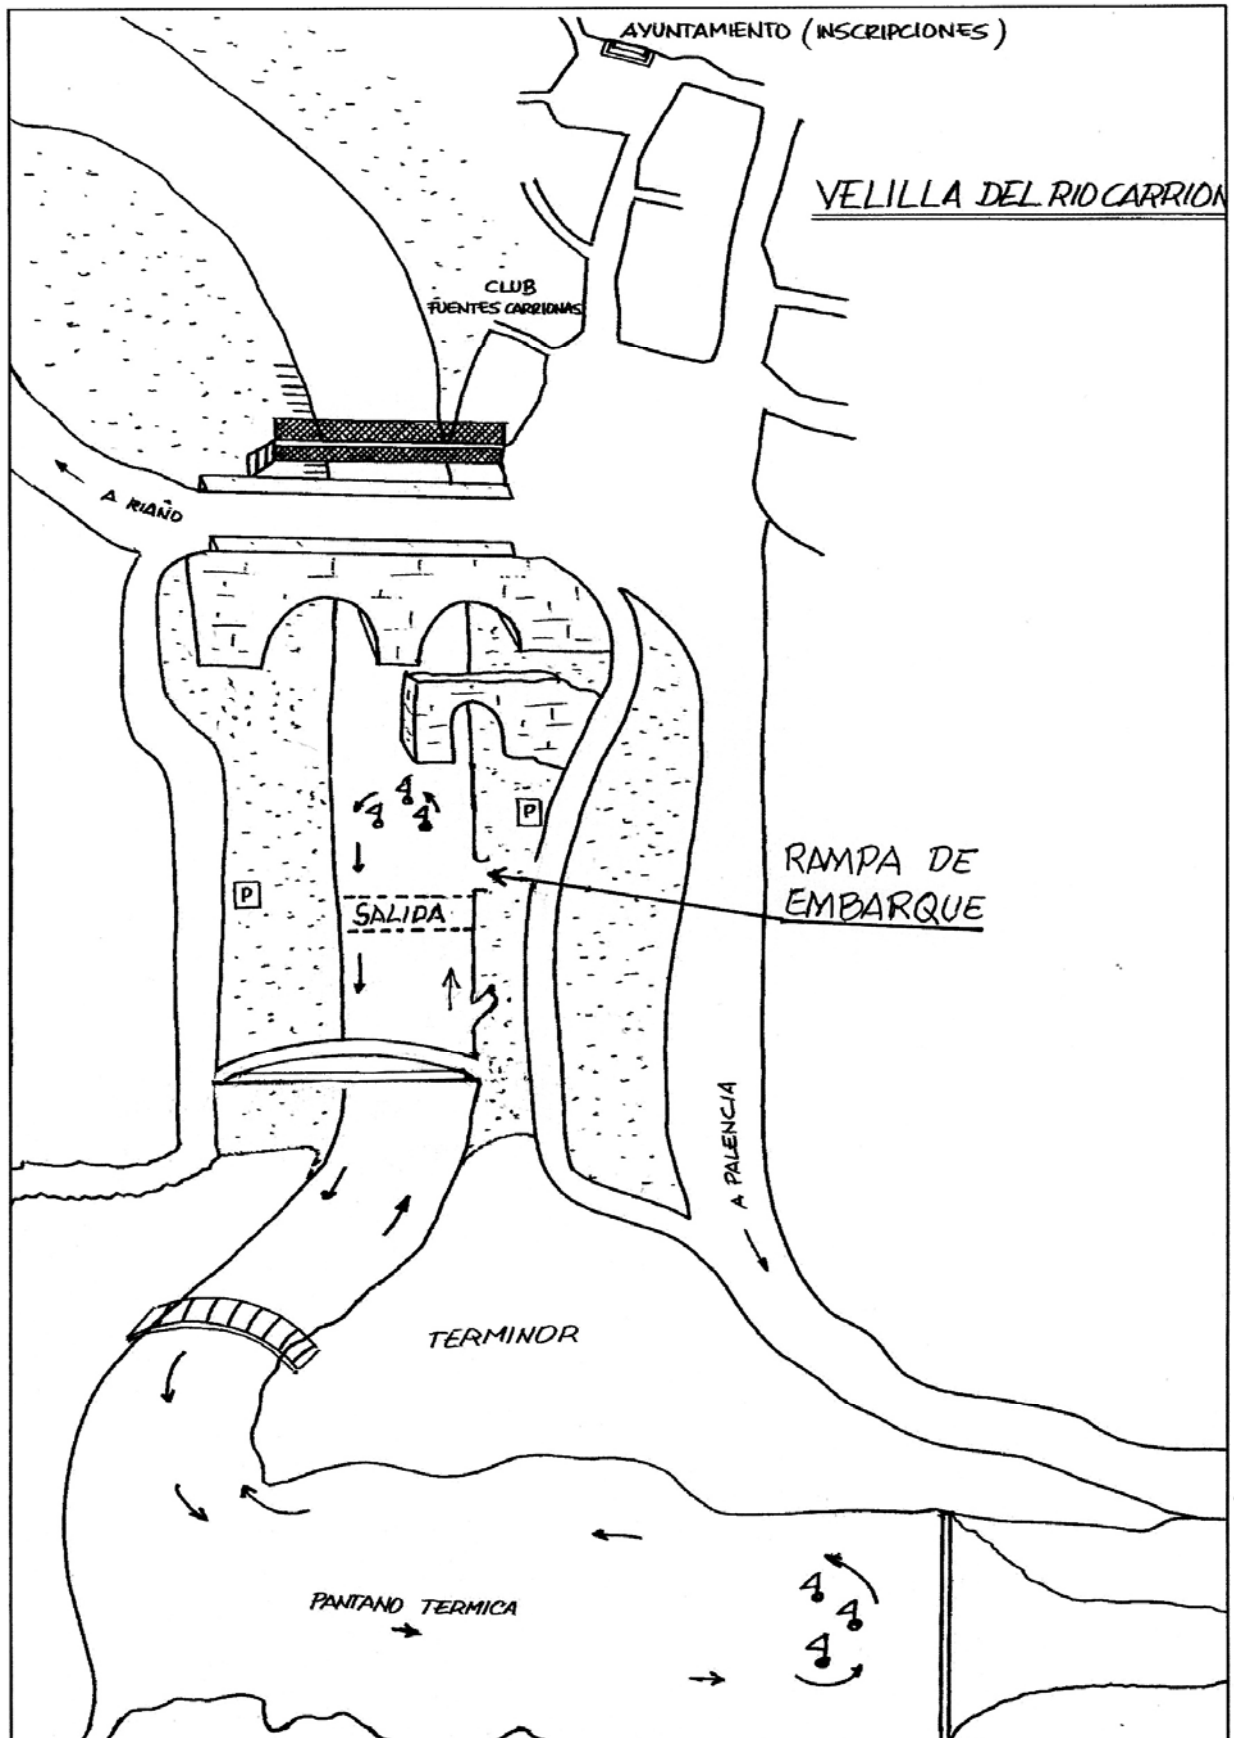 AYUNTAMIENTO (INSCRIPCIONES)
VELILLA DEL RIO CARRION
CLUB
FUENTES CARRIONAS
A RIAÑO
P
P
RAMPA DE
EMBARQUE
SALIDA
A PALENCIA
TERMINOR
PANTANO TERMICA